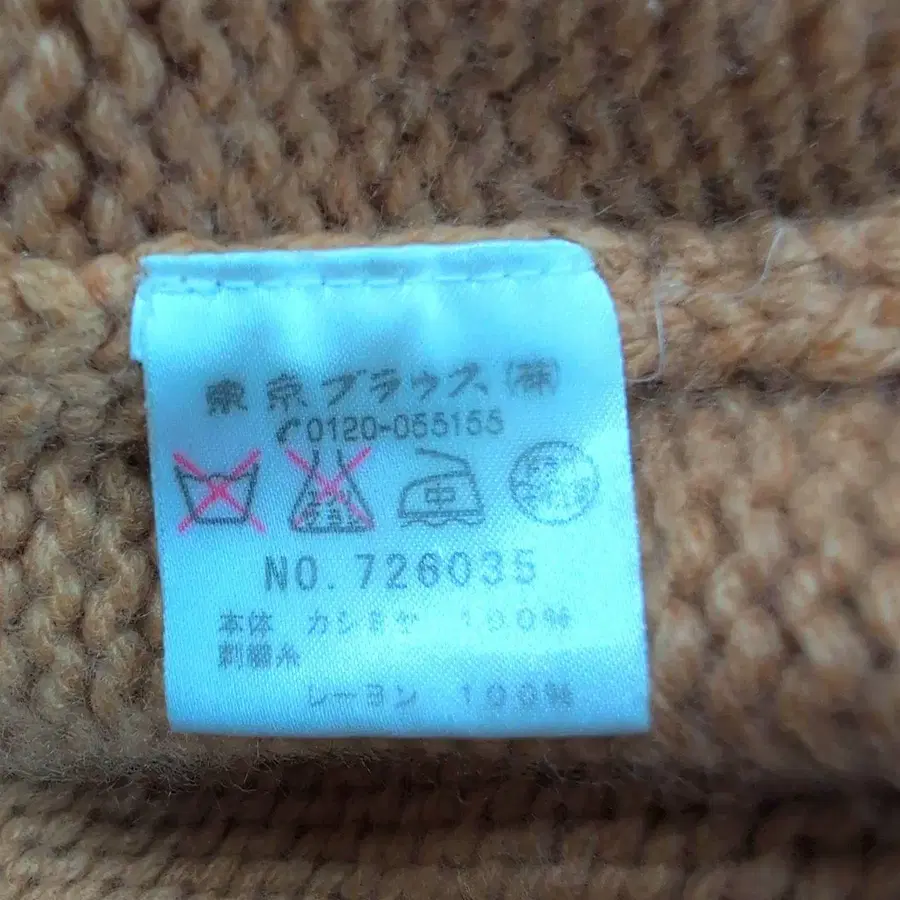 東京ブラウス(株)
0120-055155
中
NO.726035
本体 カシミヤ 100%
刺繍糸
レーヨン 100%